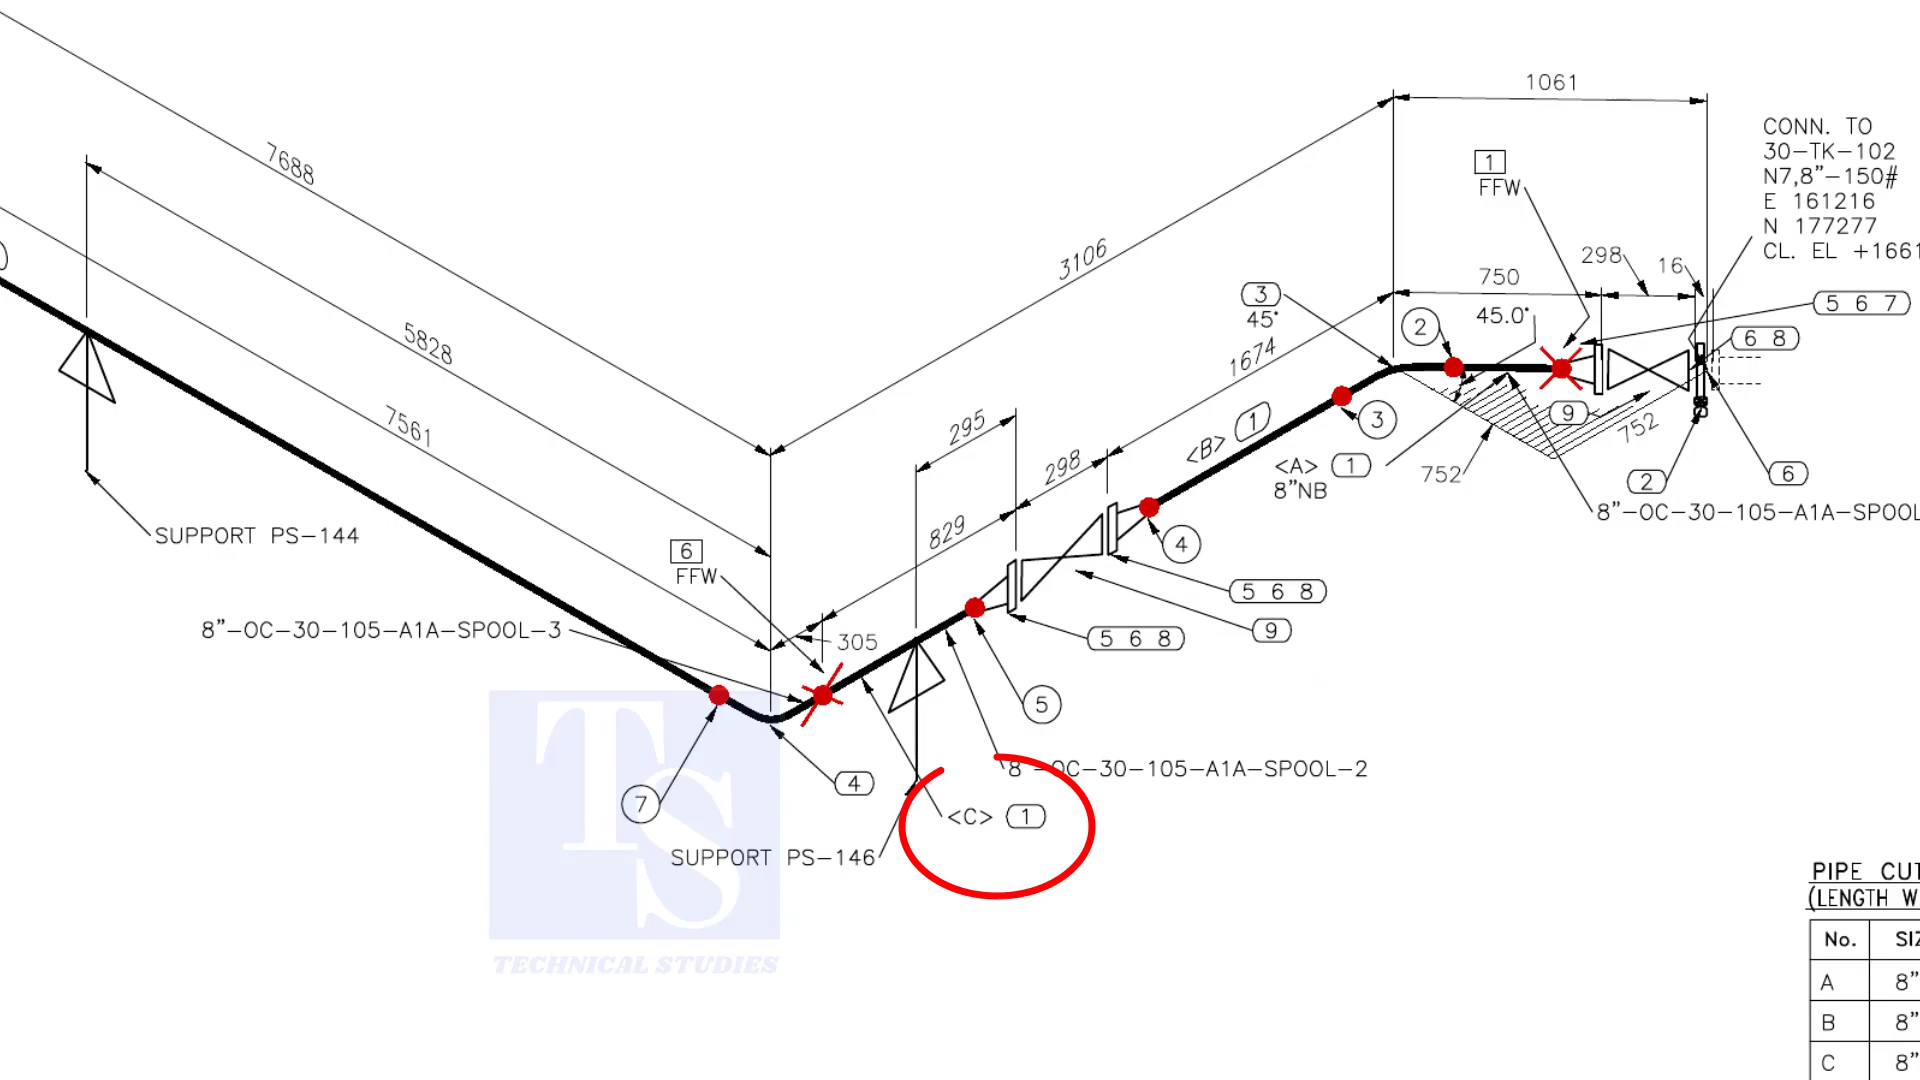 1061
CONN. TO
30-TK-102
N7,8"-150#
E 161216
N 177277
CL. EL +1661
1
FFW
7688
3106
298
16
750
3
45°
2
45.0°
5 6 7
6 8
5828
1674
7561
295
298
<B> 1
3
9
752
<A> 1
8"NB
752
2
6
8"-OC-30-105-A1A-SPOOL
SUPPORT PS-144
829
6
FFW
4
5 6 8
9
5 6 8
8"-OC-30-105-A1A-SPOOL-3
305
5
4
7
8 -OC-30-105-A1A-SPOOL-2
<C> 1
SUPPORT PS-146
TS
TECHNICAL STUDIES
PIPE CUT
(LENGTH W
No. SIZ
A 8"
B 8"
C 8"